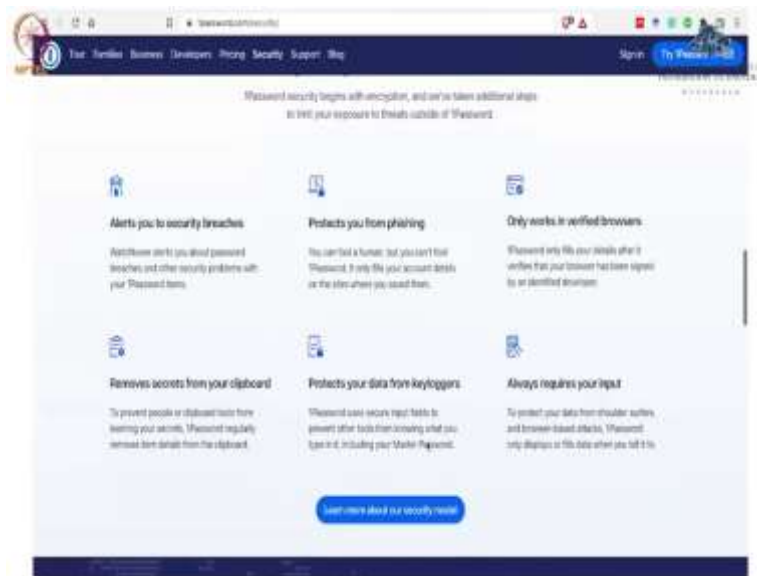 Tour Families Business Developers Pricing Security Support Blog
Sign in
Try 1Password
1Password security begins with encryption, and we've taken additional steps
to limit your exposure to threats outside of 1Password.
Alerts you to security breaches
Watchtower alerts you about password
breaches and other security problems with
your 1Password items.
Protects you from phishing
You can fool a human, but you can't fool
1Password. It only fills your account details
on the sites where you saved them.
Only works in verified browsers
1Password only fills your details after it
verifies that your browser has been signed
by an identified developer.
Removes secrets from your clipboard
To prevent people or clipboard tools from
learning your secrets, 1Password regularly
removes item details from the clipboard.
Protects your data from keyloggers
1Password uses secure input fields to
prevent other tools from knowing what you
type in it, including your Master Password.
Always requires your input
To protect your data from shoulder surfers
and browser-based attacks, 1Password
only displays or fills data when you tell it to.
Learn more about our security model